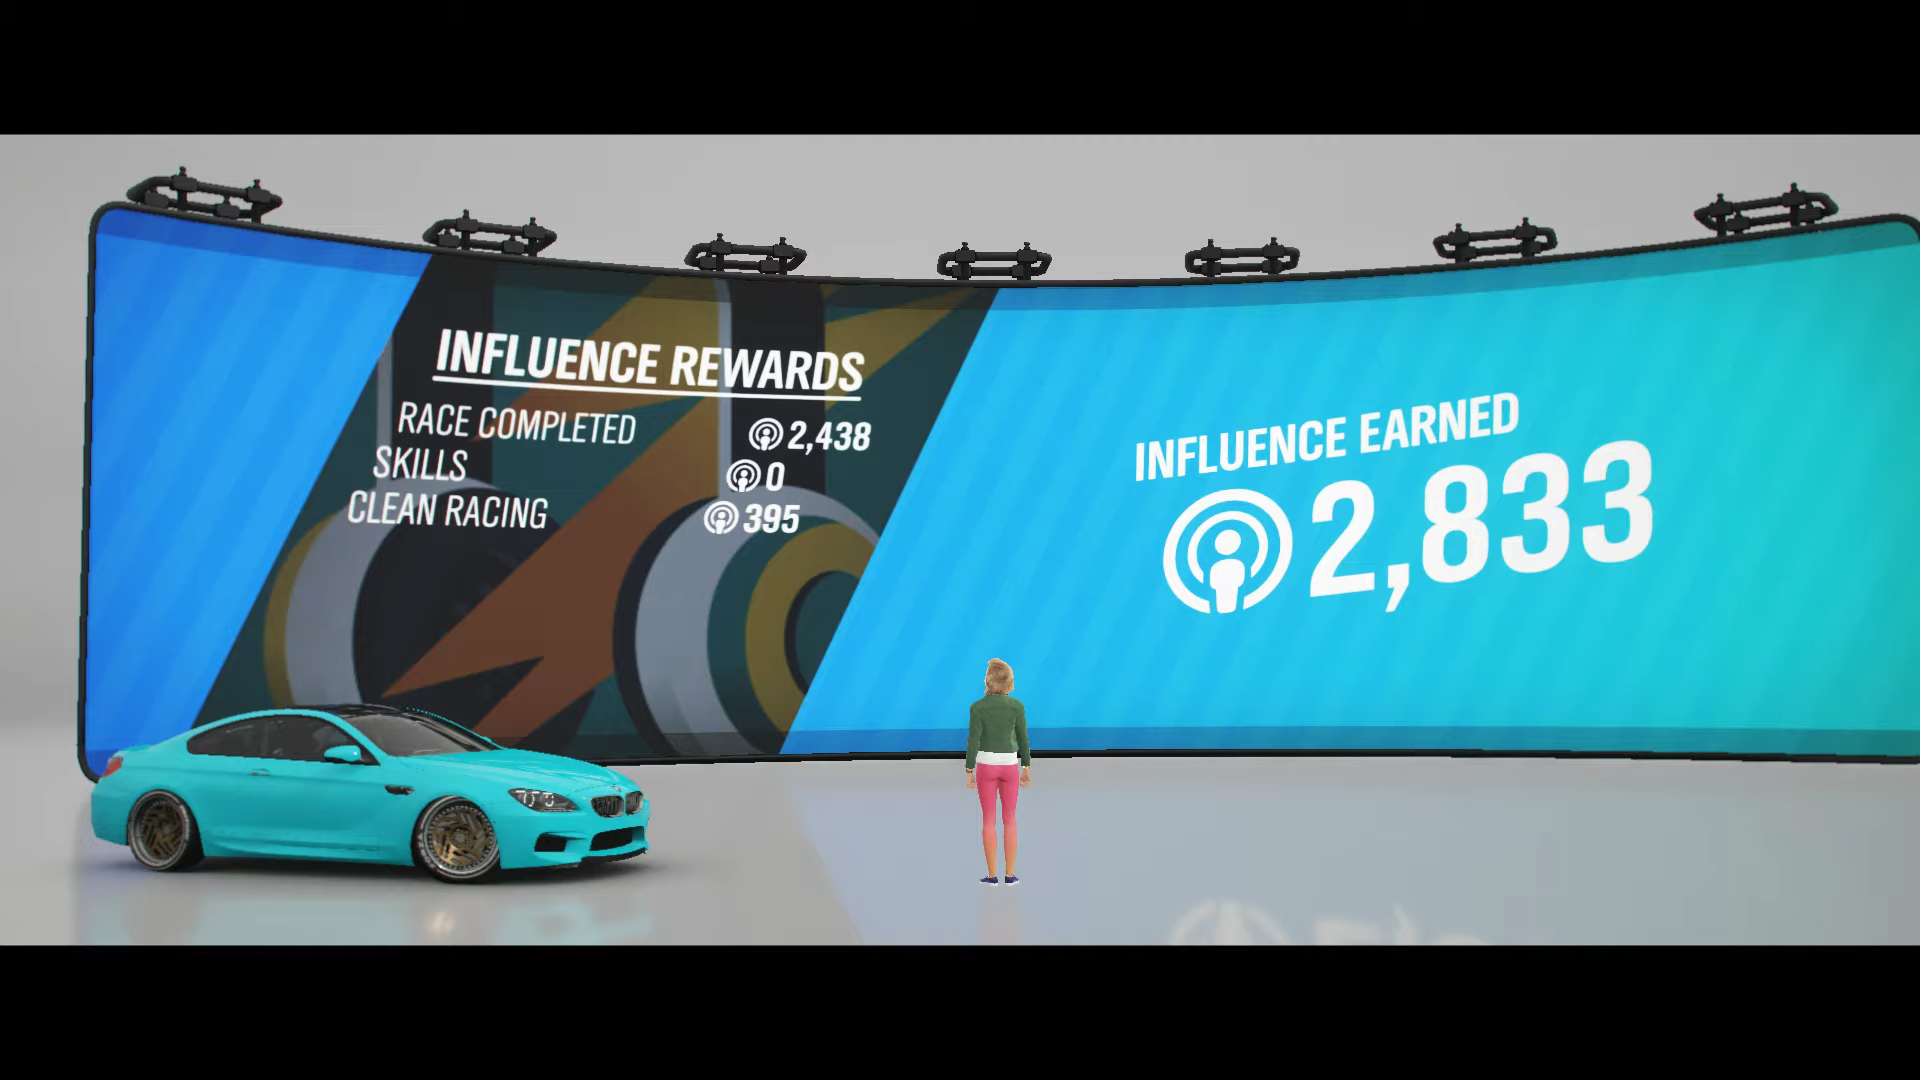 INFLUENCE REWARDS
RACE COMPLETED 2,438
SKILLS 0
CLEAN RACING 395
INFLUENCE EARNED
2,833